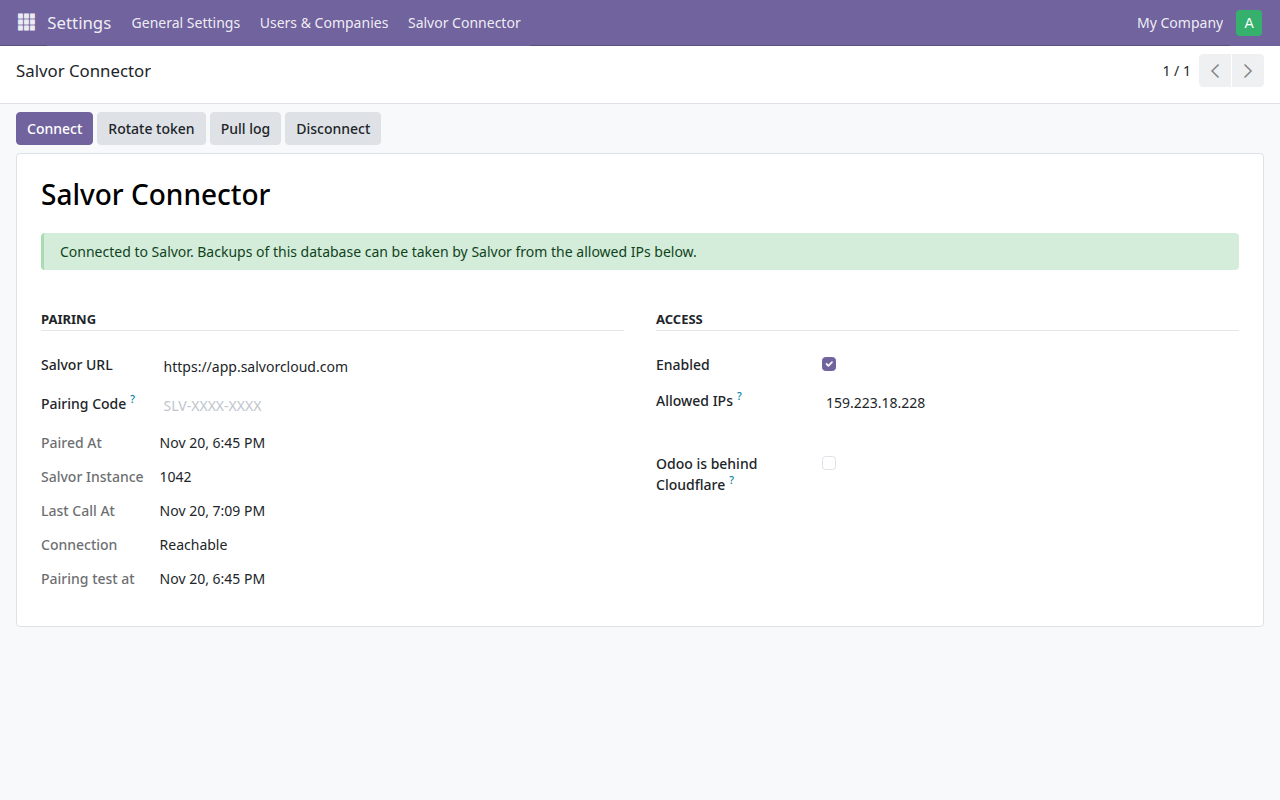 Settings General Settings Users & Companies Salvor Connector My Company A
Salvor Connector 1 / 1
Connect Rotate token Pull log Disconnect
Salvor Connector
Connected to Salvor. Backups of this database can be taken by Salvor from the allowed IPs below.
PAIRING
Salvor URL https://app.salvorcloud.com
Pairing Code ? SLV-XXXX-XXXX
Paired At Nov 20, 6:45 PM
Salvor Instance 1042
Last Call At Nov 20, 7:09 PM
Connection Reachable
Pairing test at Nov 20, 6:45 PM
ACCESS
Enabled
Allowed IPs ? 159.223.18.228
Odoo is behind
Cloudflare ?